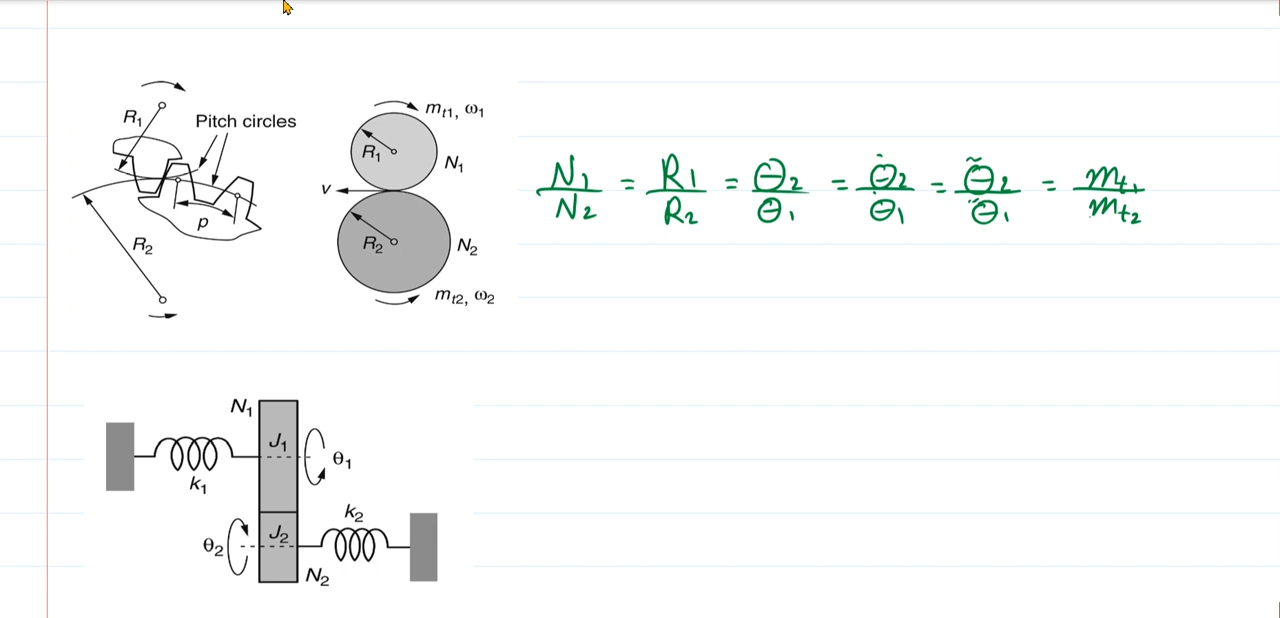 R₁
Pitch circles
p
R₂
mₜ₁, ω₁
R₁
N₁
v
R₂
N₂
mₜ₂, ω₂
N₁/N₂ = R₁/R₂ = θ₂/θ₁ = θ̇₂/θ̇₁ = θ̈₂/θ̈₁ = mₜ₁/mₜ₂
N₁
J₁
θ₁
k₁
k₂
θ₂
J₂
N₂